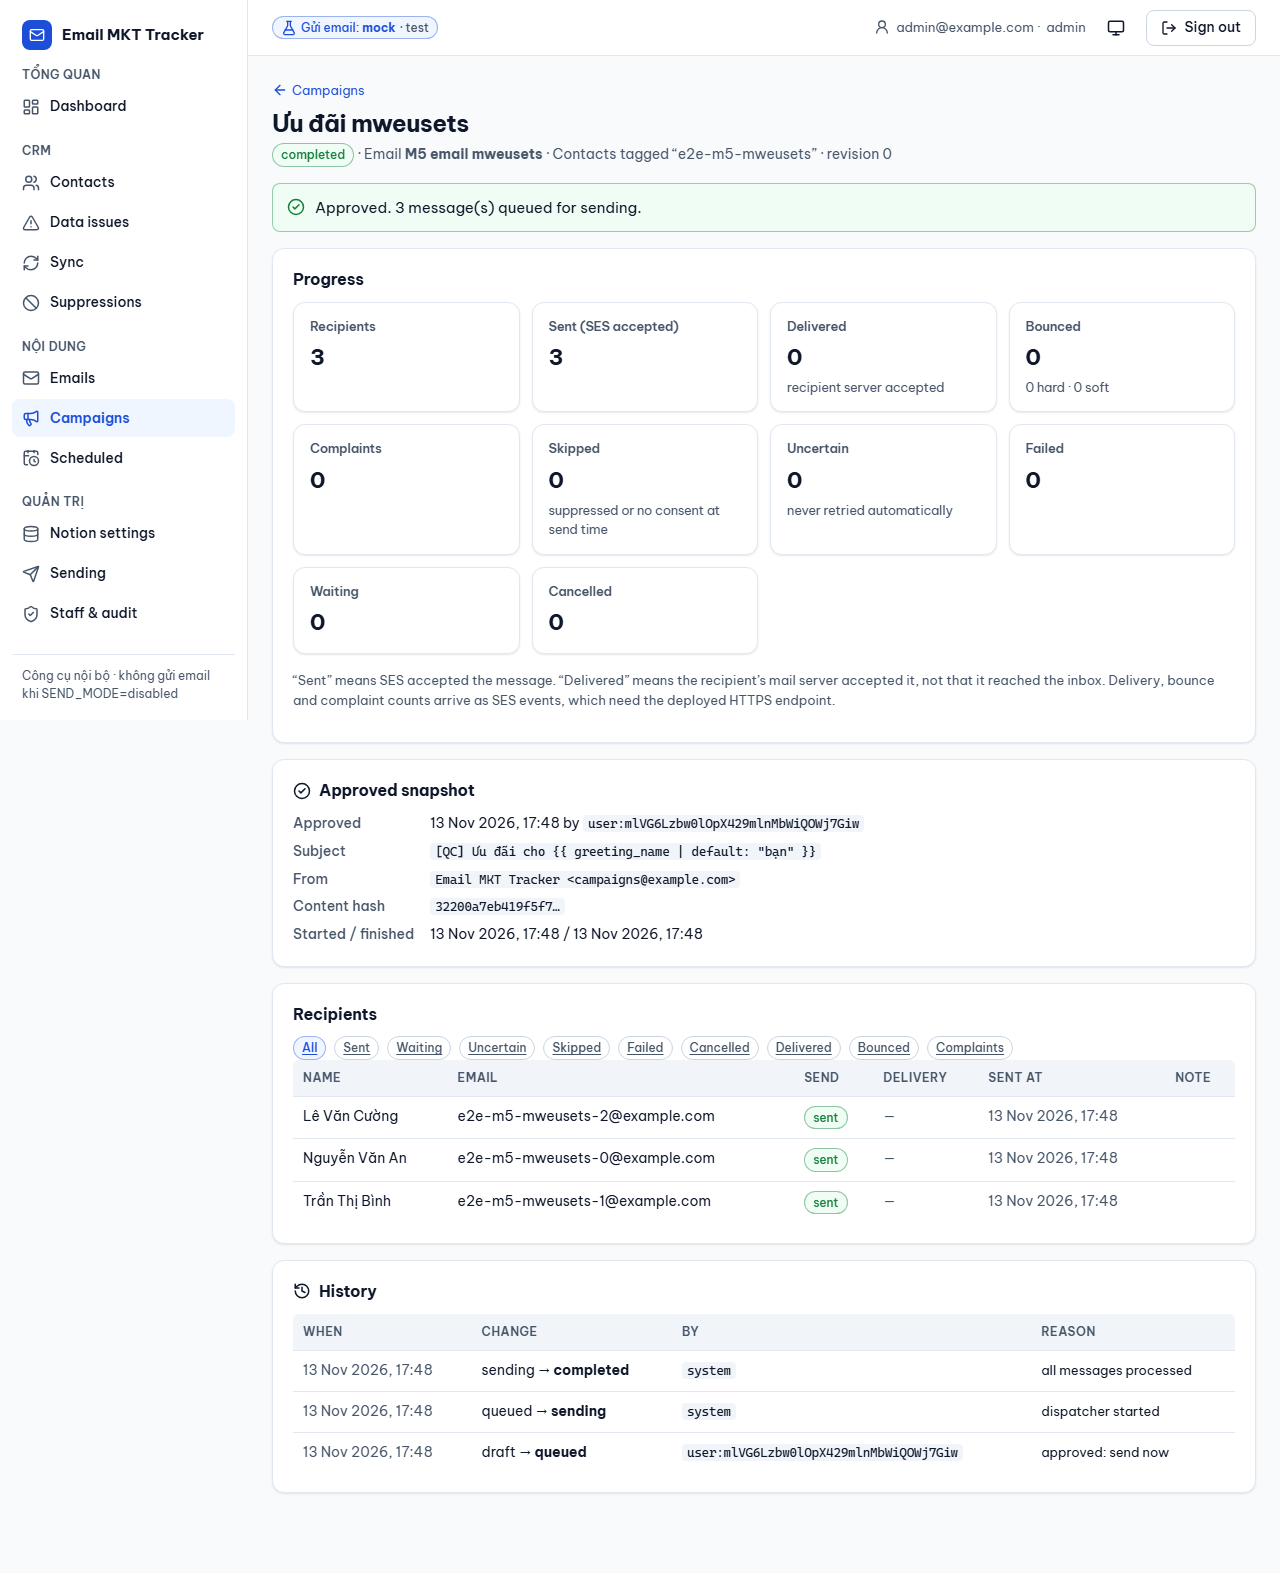 Email MKT Tracker
TỔNG QUAN
Dashboard
CRM
Contacts
Data issues
Sync
Suppressions
NỘI DUNG
Emails
Campaigns
Scheduled
QUẢN TRỊ
Notion settings
Sending
Staff & audit
Công cụ nội bộ · không gửi email
khi SEND_MODE=disabled
Gửi email: mock · test
admin@example.com · admin
Sign out
← Campaigns
Ưu đãi mweusets
completed · Email M5 email mweusets · Contacts tagged “e2e-m5-mweusets” · revision 0
Approved. 3 message(s) queued for sending.
Progress
Recipients
3
Sent (SES accepted)
3
Delivered
0
recipient server accepted
Bounced
0
0 hard · 0 soft
Complaints
0
Skipped
0
suppressed or no consent at
send time
Uncertain
0
never retried automatically
Failed
0
Waiting
0
Cancelled
0
“Sent” means SES accepted the message. “Delivered” means the recipient’s mail server accepted it, not that it reached the inbox. Delivery, bounce
and complaint counts arrive as SES events, which need the deployed HTTPS endpoint.
Approved snapshot
Approved 13 Nov 2026, 17:48 by user:mlVG6Lzbw0lOpX429mlnMbWiQOWj7Giw
Subject [QC] Ưu đãi cho {{ greeting_name | default: "bạn" }}
From Email MKT Tracker <campaigns@example.com>
Content hash 32200a7eb419f5f7…
Started / finished 13 Nov 2026, 17:48 / 13 Nov 2026, 17:48
Recipients
All Sent Waiting Uncertain Skipped Failed Cancelled Delivered Bounced Complaints
NAME EMAIL SEND DELIVERY SENT AT NOTE
Lê Văn Cường e2e-m5-mweusets-2@example.com sent — 13 Nov 2026, 17:48
Nguyễn Văn An e2e-m5-mweusets-0@example.com sent — 13 Nov 2026, 17:48
Trần Thị Bình e2e-m5-mweusets-1@example.com sent — 13 Nov 2026, 17:48
History
WHEN CHANGE BY REASON
13 Nov 2026, 17:48 sending → completed system all messages processed
13 Nov 2026, 17:48 queued → sending system dispatcher started
13 Nov 2026, 17:48 draft → queued user:mlVG6Lzbw0lOpX429mlnMbWiQOWj7Giw approved: send now